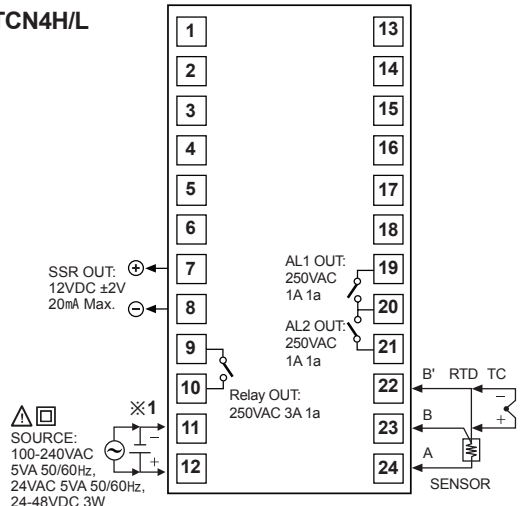 TCN4H/L
1
2
3
4
5
6
7
8
9
10
11
12
13
14
15
16
17
18
19
20
21
22
23
24
SSR OUT:
12VDC ±2V
20mA Max.
Relay OUT:
250VAC 3A 1a
※1
SOURCE:
100-240VAC
5VA 50/60Hz,
24VAC 5VA 50/60Hz,
24-48VDC 3W
AL1 OUT:
250VAC
1A 1a
AL2 OUT:
250VAC
1A 1a
B' RTD TC
B
A
SENSOR